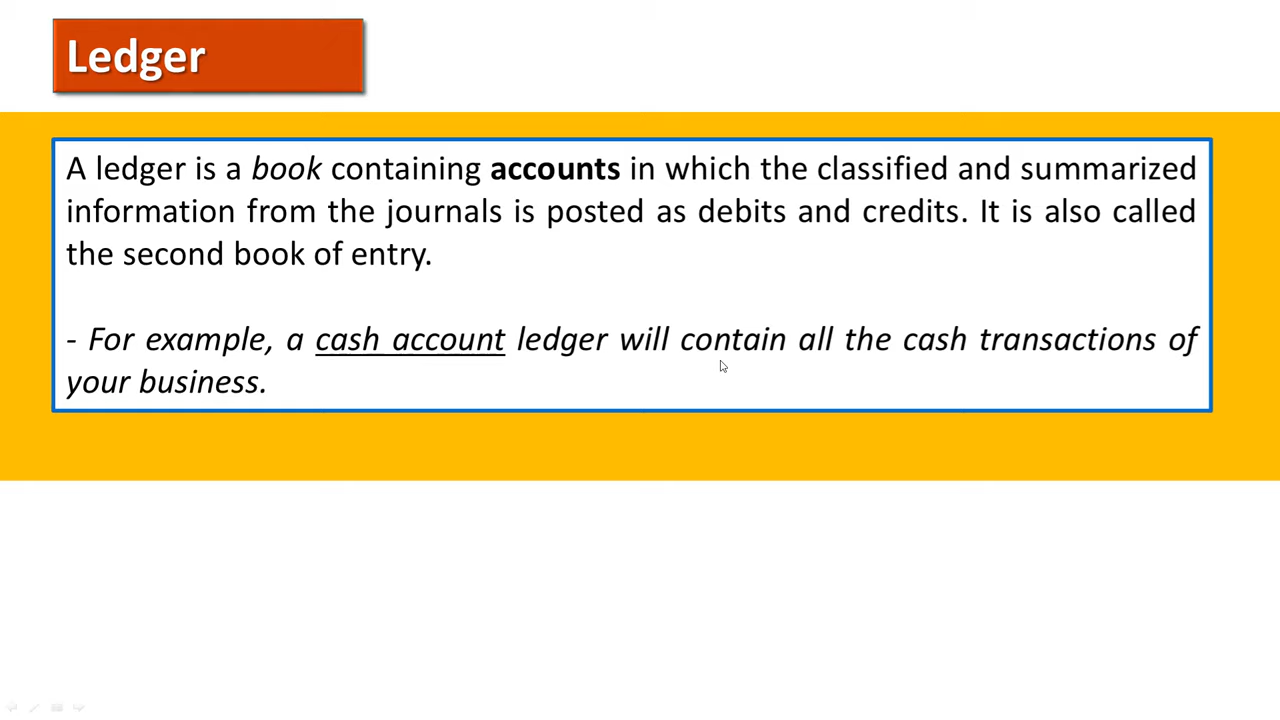 Ledger
A ledger is a book containing accounts in which the classified and summarized
information from the journals is posted as debits and credits. It is also called
the second book of entry.
- For example, a cash account ledger will contain all the cash transactions of
your business.